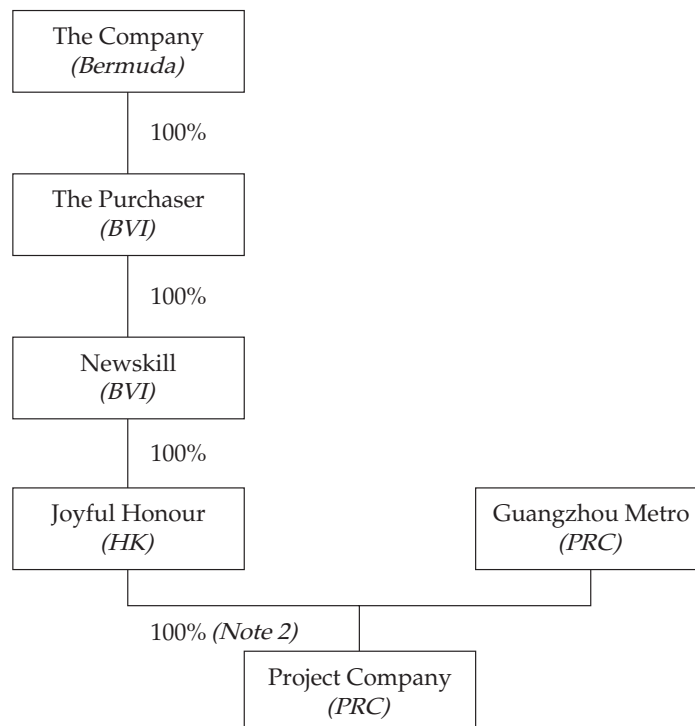 The Company
(Bermuda)
100%
The Purchaser
(BVI)
100%
Newskill
(BVI)
100%
Joyful Honour
(HK)
Guangzhou Metro
(PRC)
100% (Note 2)
Project Company
(PRC)